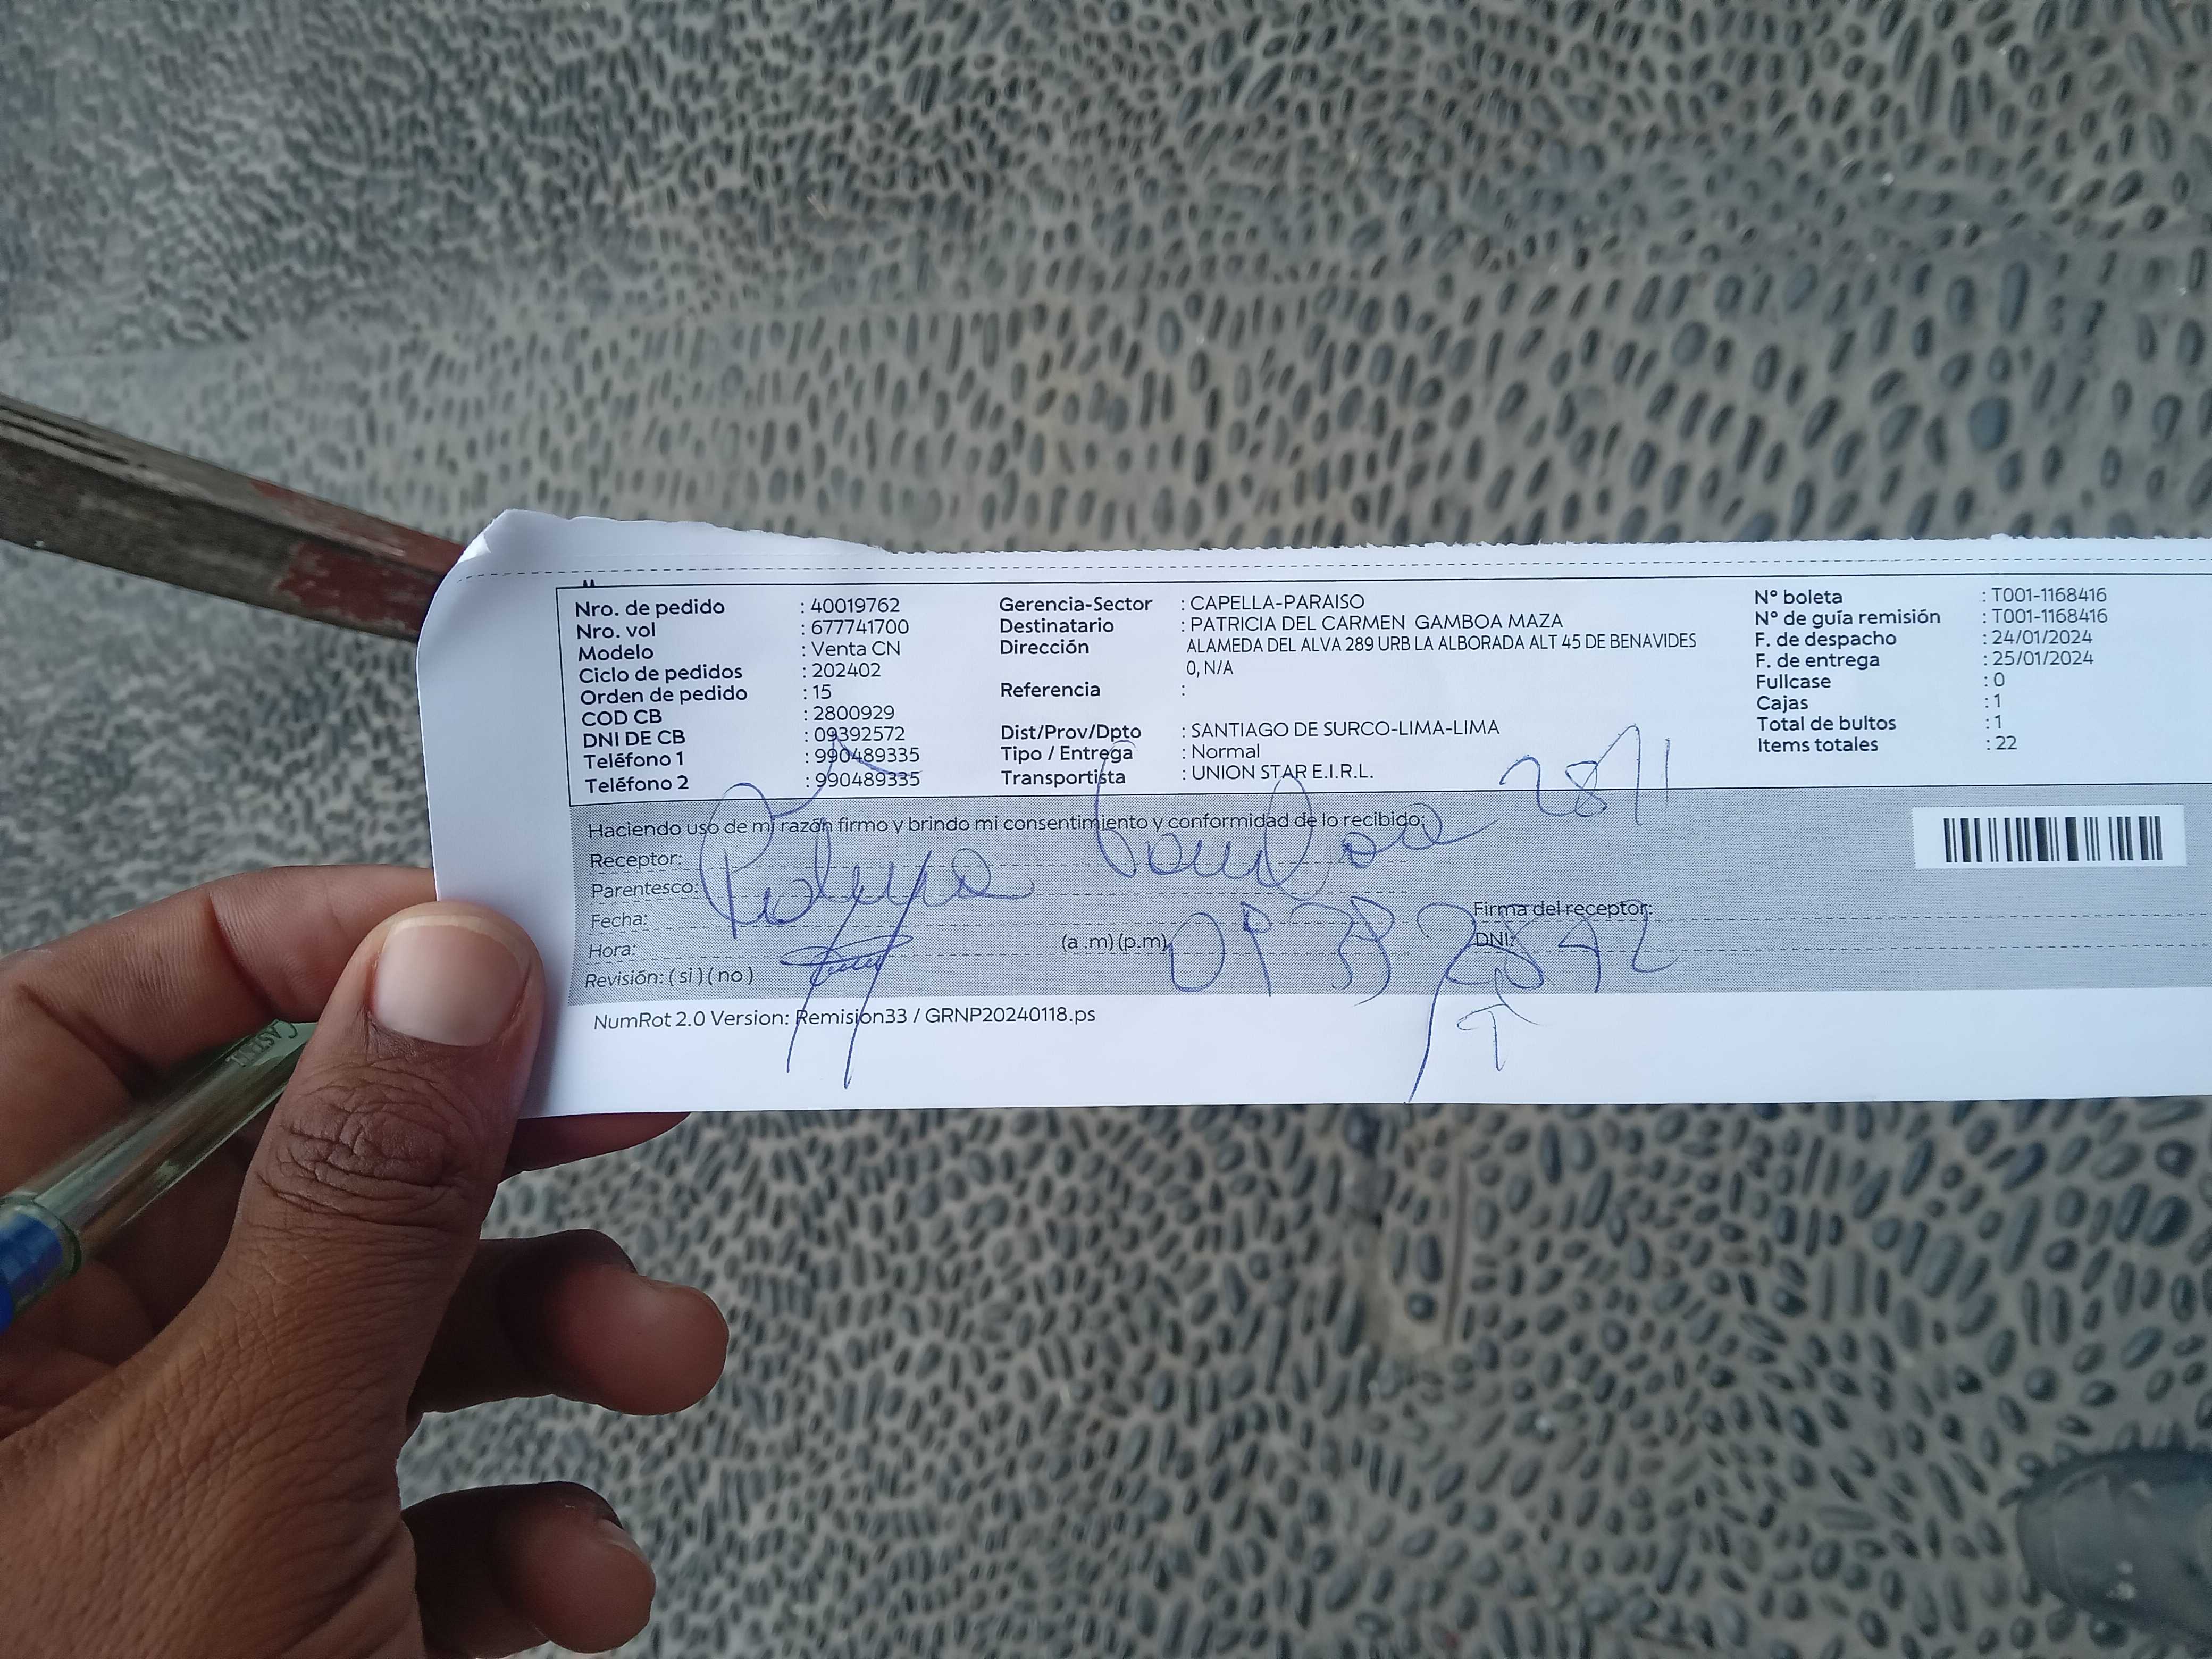 Nro. de pedido : 40019762
Nro. vol : 677741700
Modelo : Venta CN
Ciclo de pedidos : 202402
Orden de pedido : 15
COD CB : 2800929
DNI DE CB : 09392572
Teléfono 1 : 990489335
Teléfono 2 : 990489335
Gerencia-Sector : CAPELLA-PARAISO
Destinatario : PATRICIA DEL CARMEN GAMBOA MAZA
Dirección ALAMEDA DEL ALVA 289 URB LA ALBORADA ALT 45 DE BENAVIDES
0, N/A
Referencia :
Dist/Prov/Dpto : SANTIAGO DE SURCO-LIMA-LIMA
Tipo / Entrega : Normal
Transportista : UNION STAR E.I.R.L.
N° boleta : T001-1168416
N° de guía remisión : T001-1168416
F. de despacho : 24/01/2024
F. de entrega : 25/01/2024
Fullcase : 0
Cajas : 1
Total de bultos : 1
Items totales : 22
Haciendo uso de mi razón firmo y brindo mi consentimiento y conformidad de lo recibido:
Receptor:
Parentesco:
Fecha:
Hora: (a .m) (p.m)
Revisión: ( si ) ( no )
Firma del receptor:
DNI:
NumRot 2.0 Version: Remision33 / GRNP20240118.ps